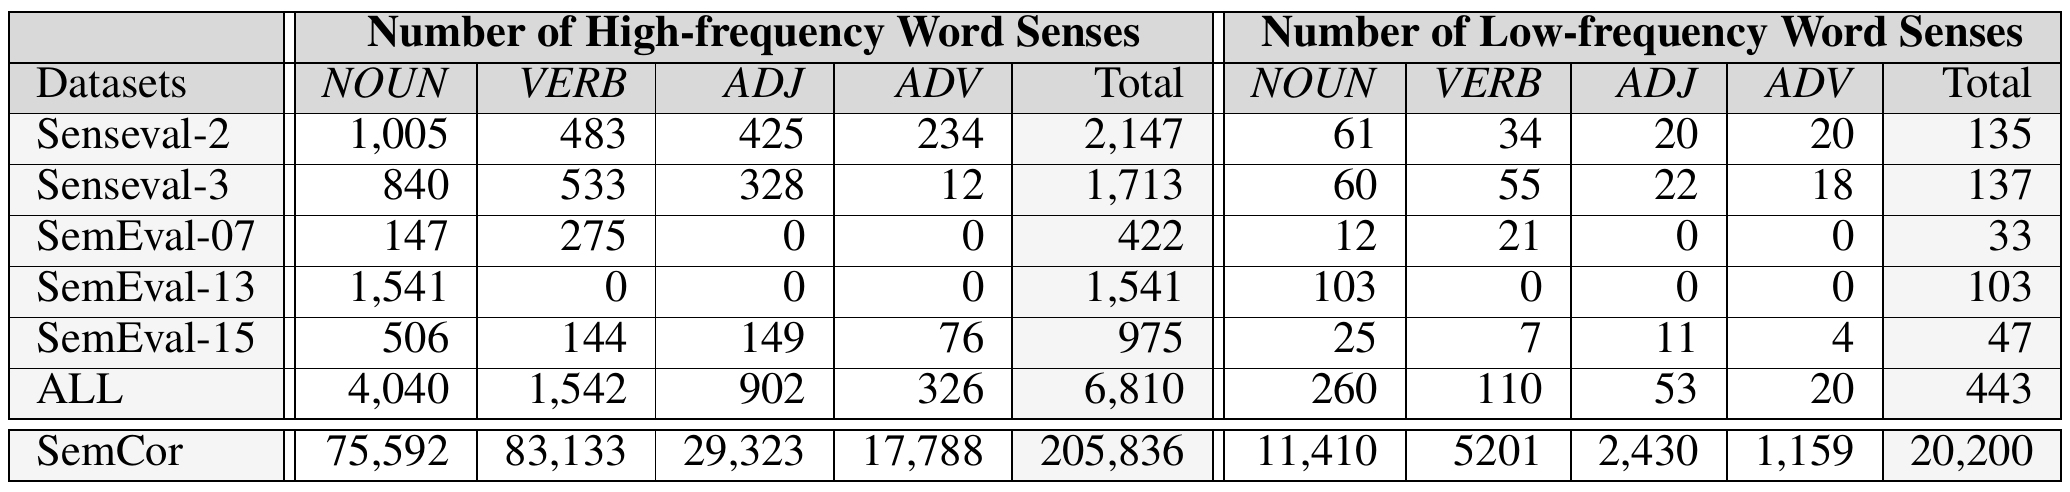 Number of High-frequency Word Senses Number of Low-frequency Word Senses
Datasets NOUN VERB ADJ ADV Total NOUN VERB ADJ ADV Total
Senseval-2 1,005 483 425 234 2,147 61 34 20 20 135
Senseval-3 840 533 328 12 1,713 60 55 22 18 137
SemEval-07 147 275 0 0 422 12 21 0 0 33
SemEval-13 1,541 0 0 0 1,541 103 0 0 0 103
SemEval-15 506 144 149 76 975 25 7 11 4 47
ALL 4,040 1,542 902 326 6,810 260 110 53 20 443
SemCor 75,592 83,133 29,323 17,788 205,836 11,410 5201 2,430 1,159 20,200